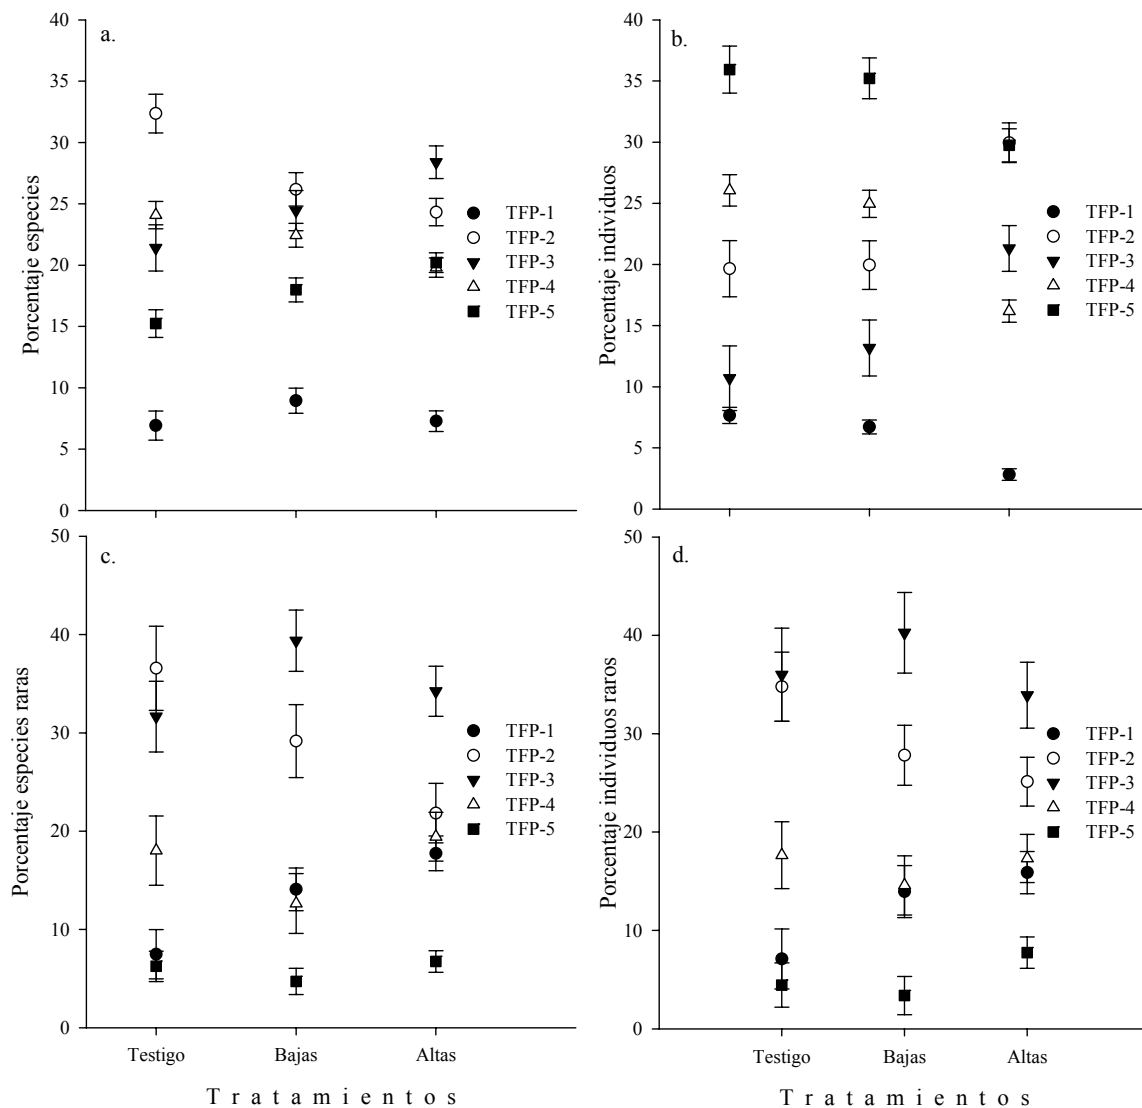 a.
Porcentaje especies
40
35
30
25
20
15
10
5
0
TFP-1
TFP-2
TFP-3
TFP-4
TFP-5
b.
Porcentaje individuos
40
35
30
25
20
15
10
5
0
TFP-1
TFP-2
TFP-3
TFP-4
TFP-5
c.
Porcentaje especies raras
50
40
30
20
10
0
TFP-1
TFP-2
TFP-3
TFP-4
TFP-5
Testigo Bajas Altas
T r a t a m i e n t o s
d.
Porcentaje individuos raros
50
40
30
20
10
0
TFP-1
TFP-2
TFP-3
TFP-4
TFP-5
Testigo Bajas Altas
T r a t a m i e n t o s